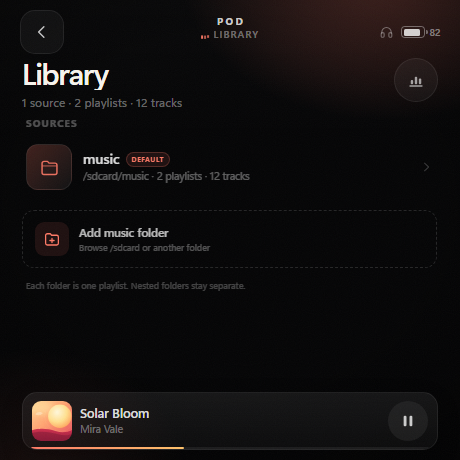 POD
LIBRARY
82
Library
1 source · 2 playlists · 12 tracks
SOURCES
music DEFAULT
/sdcard/music · 2 playlists · 12 tracks
Add music folder
Browse /sdcard or another folder
Each folder is one playlist. Nested folders stay separate.
Solar Bloom
Mira Vale